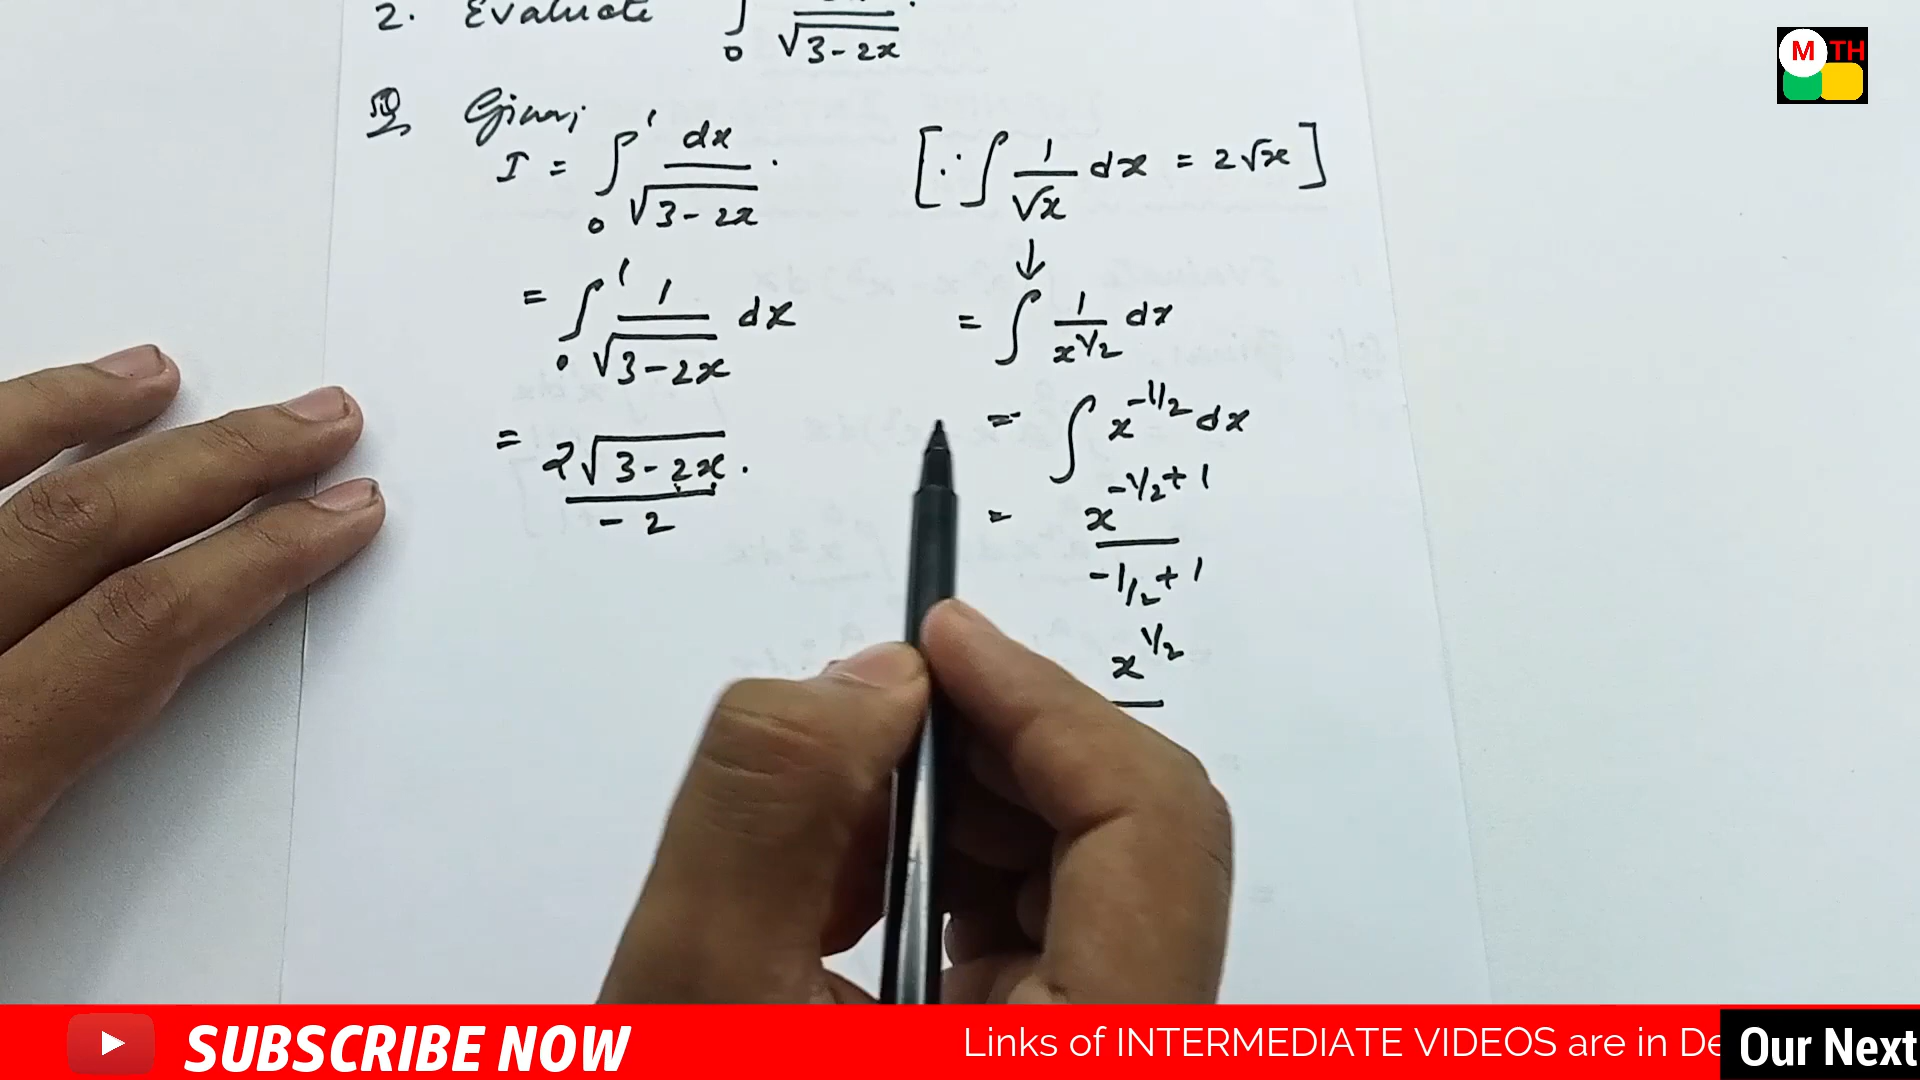 2. Evaluate ∫₀ dx/√(3-2x).
Sol Given,
I = ∫₀¹ dx/√(3-2x). [∵ ∫ 1/√x dx = 2√x]
↓
= ∫₀¹ 1/√(3-2x) dx = ∫ 1/x^(1/2) dx
= 2√(3-2x)/-2. = ∫ x^(-1/2) dx
= x^(-1/2+1)/(-1/2+1)
x^(1/2)
M TH
SUBSCRIBE NOW
Links of INTERMEDIATE VIDEOS are in De
Our Next